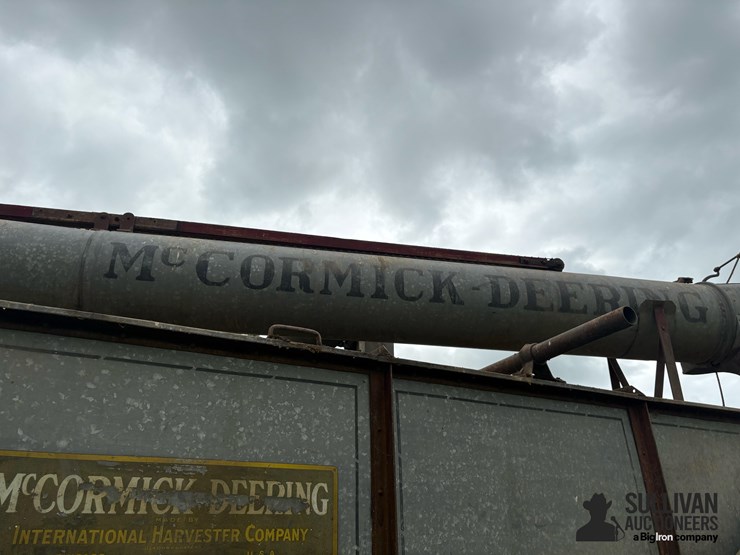 McCORMICK-DEERING
McCORMICK-DEERING
INTERNATIONAL HARVESTER COMPANY
U.S.A.
SULLIVAN
AUCTIONEERS
a BigIron company